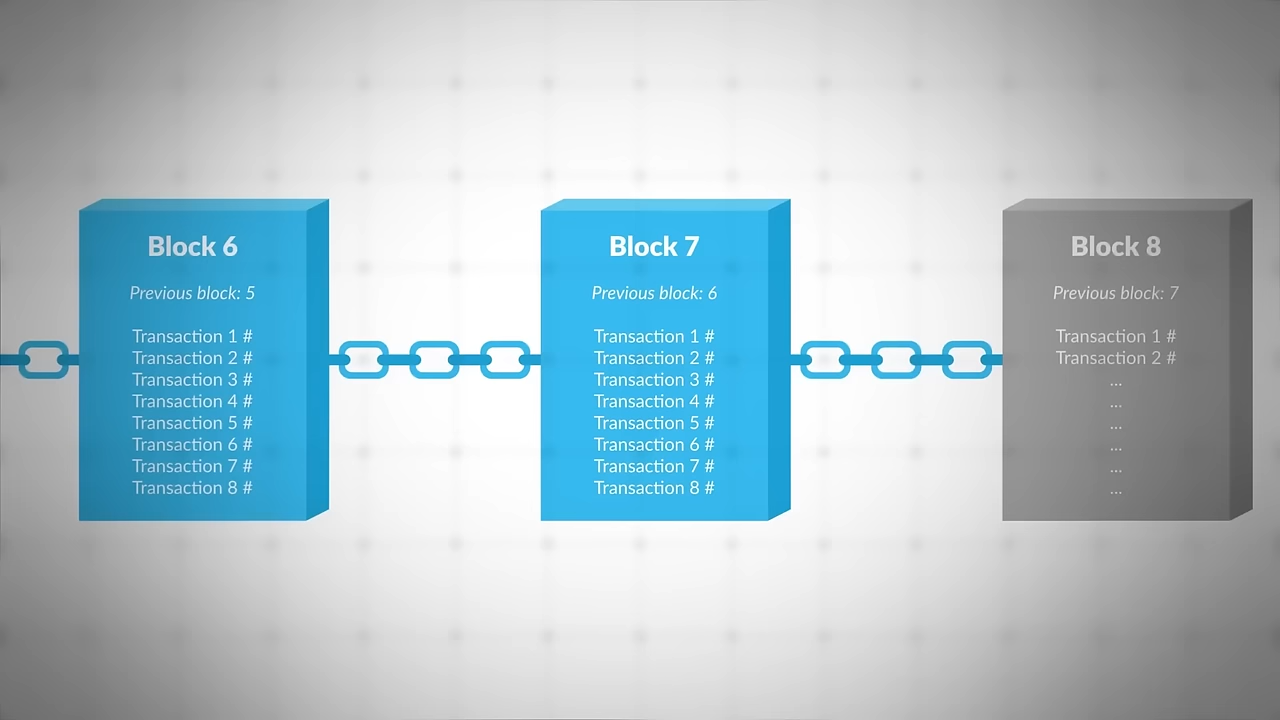 Block 6
Previous block: 5
Transaction 1 #
Transaction 2 #
Transaction 3 #
Transaction 4 #
Transaction 5 #
Transaction 6 #
Transaction 7 #
Transaction 8 #
Block 7
Previous block: 6
Transaction 1 #
Transaction 2 #
Transaction 3 #
Transaction 4 #
Transaction 5 #
Transaction 6 #
Transaction 7 #
Transaction 8 #
Block 8
Previous block: 7
Transaction 1 #
Transaction 2 #
...
...
...
...
...
...